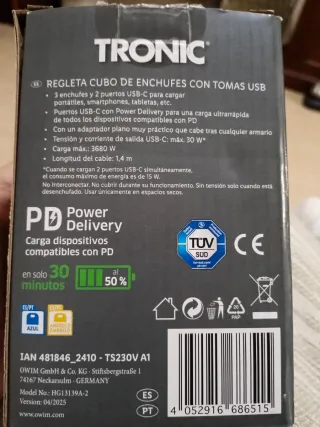 TRONIC®
ES REGLETA CUBO DE ENCHUFES CON TOMAS USB
• 3 enchufes y 2 puertos USB-C para cargar
portátiles, smartphones, tabletas, etc.
• Puertos USB-C con Power Delivery para una carga ultrarrápida
de todos los dispositivos compatibles con PD
• Con un adaptador plano muy práctico que cabe tras cualquier armario
• Tensión y corriente de salida USB-C: máx. 30 W*
• Carga máx.: 3680 W
• Longitud del cable: 1,4 m
*Cuando se cargan 2 puertos USB-C simultáneamente,
el consumo máximo de energía es de 15 W.
No Interconectar. No cubrir durante su funcionamiento. Sin tensión solo cuando está
desenchufado. Usar únicamente en espacios secos.
PD Power
Delivery
Carga dispositivos
compatibles con PD
en solo 30
minutos
al
50 %
TÜV
SÜD
CE
ES/PT
AZUL
ES/PT
AMARILLO
PAP
IAN 481846_2410 - TS230V A1
OWIM GmbH & Co. KG - Stiftsbergstraße 1
74167 Neckarsulm - GERMANY
Model No: HG13139A-2
Version: 04/2025
www.owim.com
ES
PT
4 052916 686515